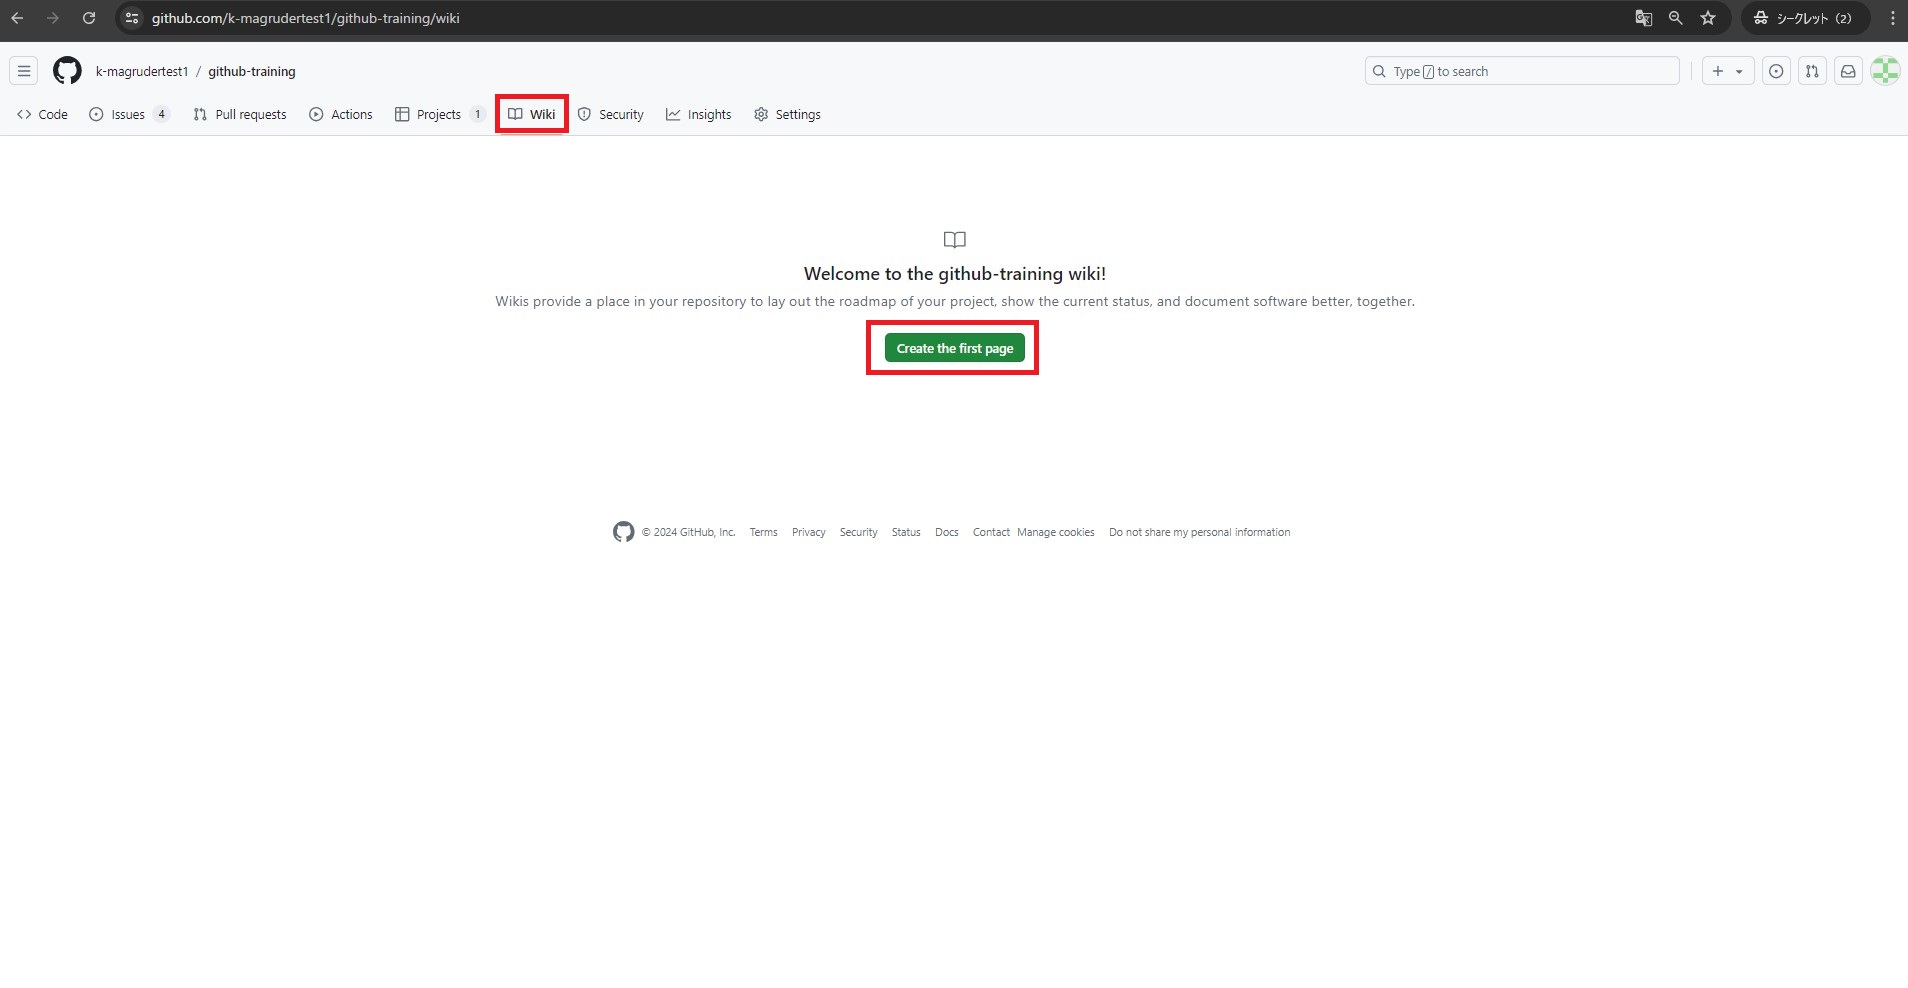 github.com/k-magrudertest1/github-training/wiki
シークレット (2)
k-magrudertest1 / github-training
Type / to search
Code
Issues 4
Pull requests
Actions
Projects 1
Wiki
Security
Insights
Settings
Welcome to the github-training wiki!
Wikis provide a place in your repository to lay out the roadmap of your project, show the current status, and document software better, together.
Create the first page
© 2024 GitHub, Inc. Terms Privacy Security Status Docs Contact Manage cookies Do not share my personal information